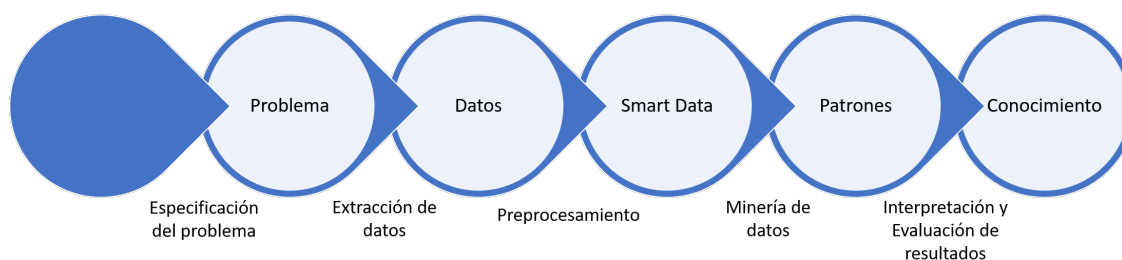 Problema
Datos
Smart Data
Patrones
Conocimiento
Especificación
del problema
Extracción de
datos
Preprocesamiento
Minería de
datos
Interpretación y
Evaluación de
resultados